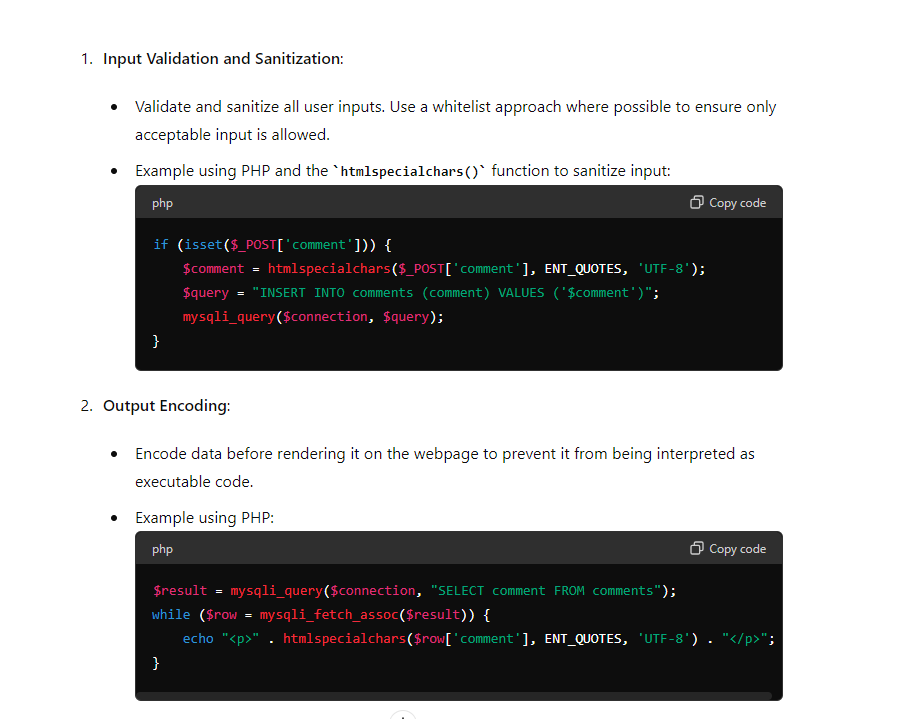 1. Input Validation and Sanitization:
• Validate and sanitize all user inputs. Use a whitelist approach where possible to ensure only
acceptable input is allowed.
• Example using PHP and the `htmlspecialchars()` function to sanitize input:
php Copy code
if (isset($_POST['comment'])) {
    $comment = htmlspecialchars($_POST['comment'], ENT_QUOTES, 'UTF-8');
    $query = "INSERT INTO comments (comment) VALUES ('$comment')";
    mysqli_query($connection, $query);
}
2. Output Encoding:
• Encode data before rendering it on the webpage to prevent it from being interpreted as
executable code.
• Example using PHP:
php Copy code
$result = mysqli_query($connection, "SELECT comment FROM comments");
while ($row = mysqli_fetch_assoc($result)) {
    echo "<p>" . htmlspecialchars($row['comment'], ENT_QUOTES, 'UTF-8') . "</p>";
}